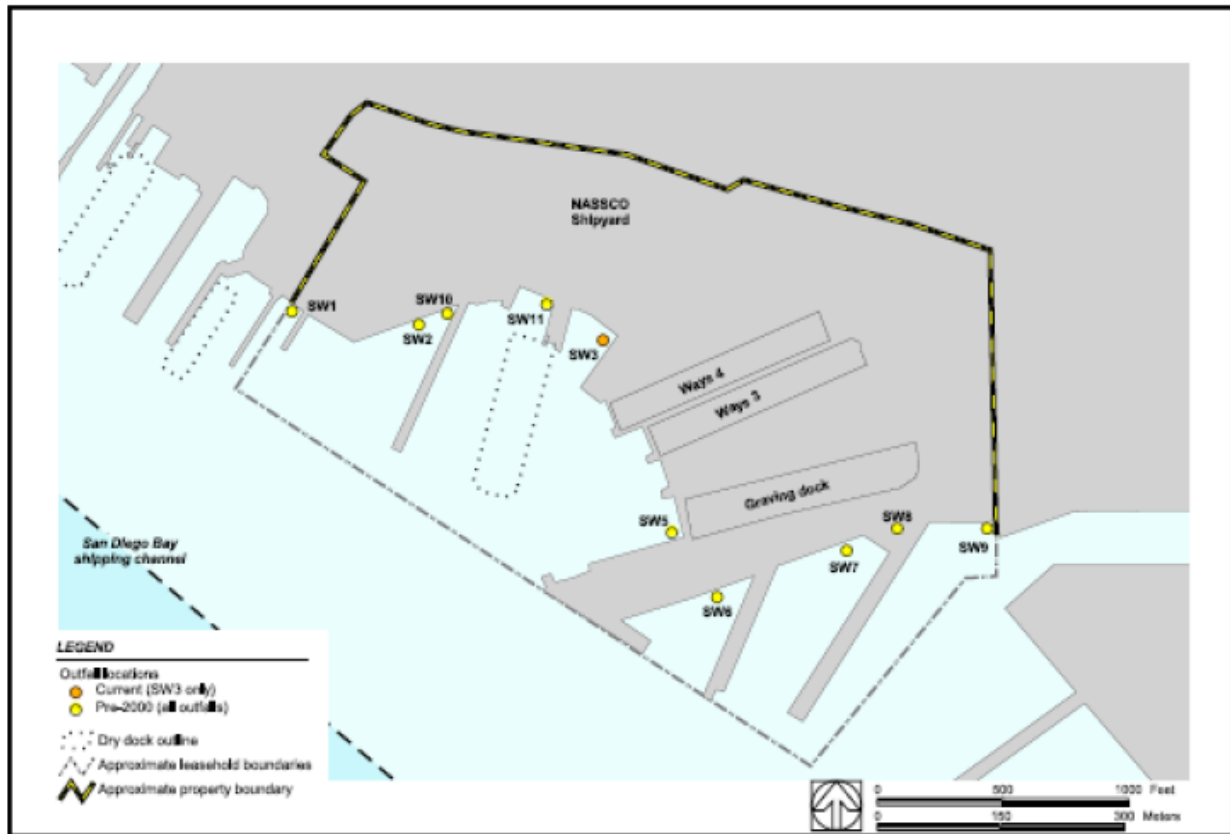 NASSCO
Shipyard
SW1
SW10
SW2
SW11
SW3
Ways 4
Ways 3
Graving dock
SW5
SW8
SW9
SW7
SW6
San Diego Bay
shipping channel
LEGEND
Outfall locations
Current (SW3 only)
Pre-2000 (all outfalls)
Dry dock outline
Approximate leasehold boundaries
Approximate property boundary
0 500 1000 Feet
0 150 300 Meters